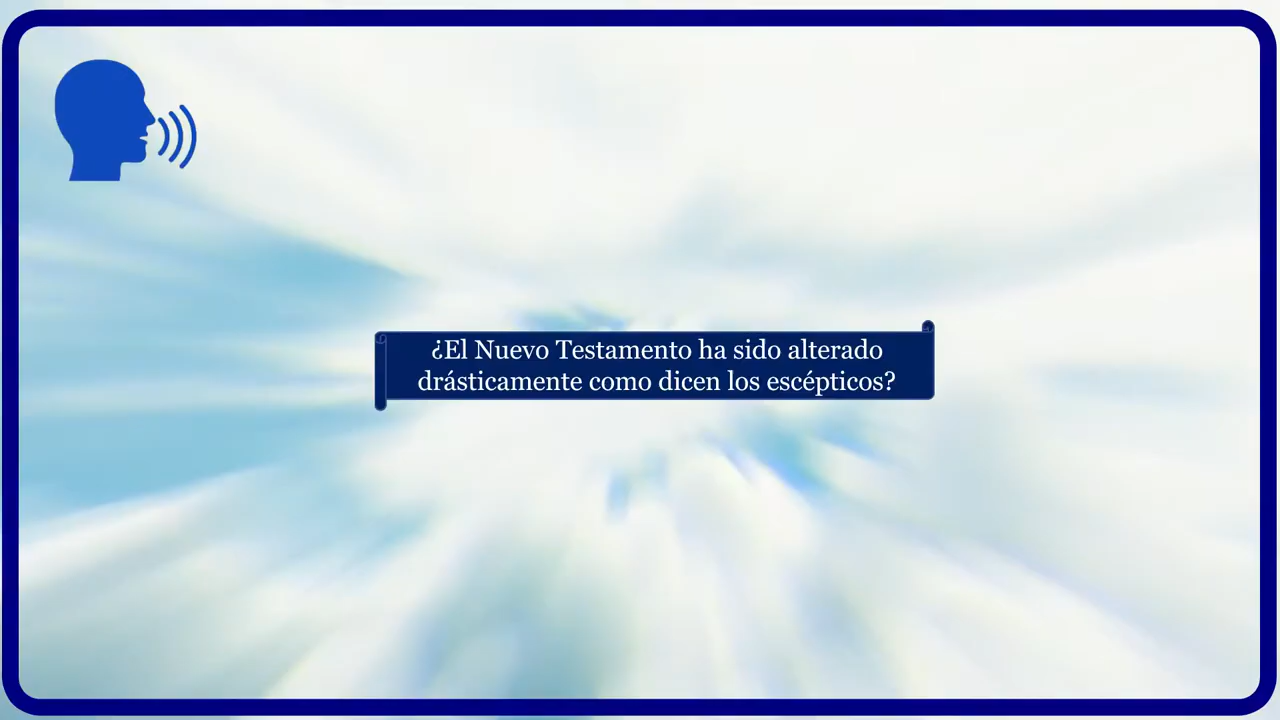 ¿El Nuevo Testamento ha sido alterado
drásticamente como dicen los escépticos?